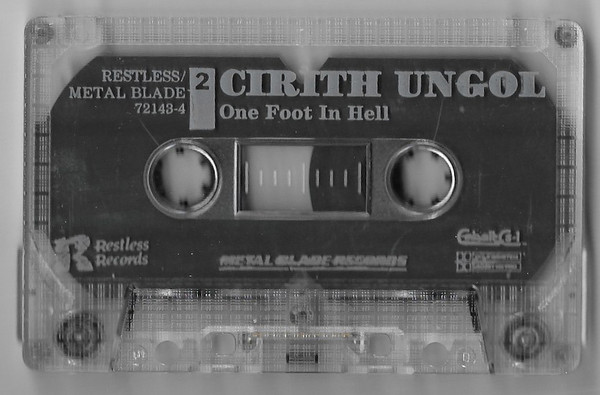 RESTLESS/
METAL BLADE
72143-4
2
CIRITH UNGOL
One Foot In Hell
Restless
Records
METAL BLADE RECORDS